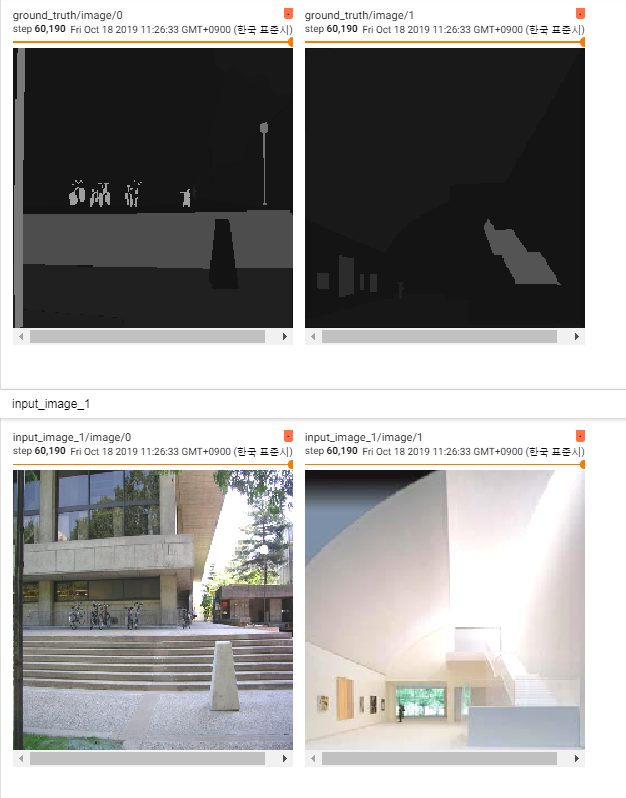 ground_truth/image/0
step 60,190 Fri Oct 18 2019 11:26:33 GMT+0900 (한국 표준시)
ground_truth/image/1
step 60,190 Fri Oct 18 2019 11:26:33 GMT+0900 (한국 표준시)
input_image_1
input_image_1/image/0
step 60,190 Fri Oct 18 2019 11:26:33 GMT+0900 (한국 표준시)
input_image_1/image/1
step 60,190 Fri Oct 18 2019 11:26:33 GMT+0900 (한국 표준시)